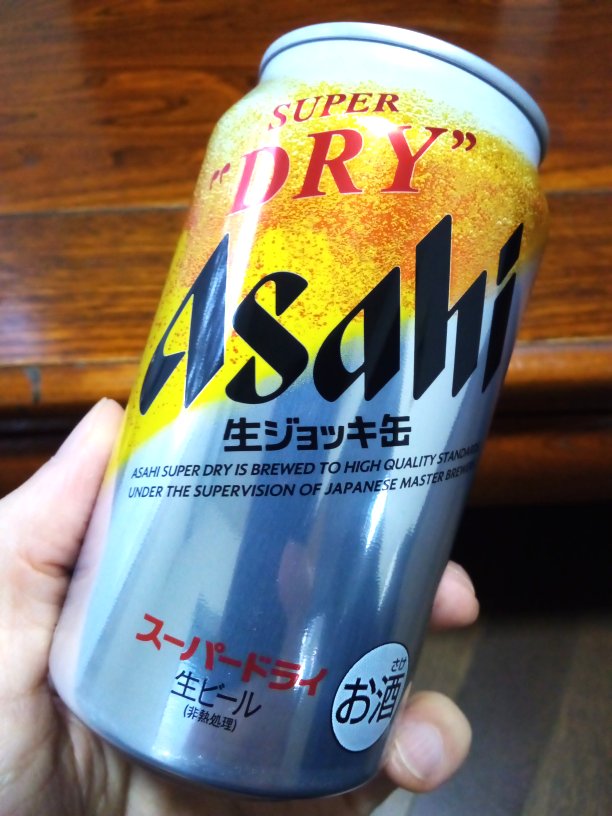 SUPER
"DRY"
Asahi
生ジョッキ缶
ASAHI SUPER DRY IS BREWED TO HIGH QUALITY STANDARDS
UNDER THE SUPERVISION OF JAPANESE MASTER BREWERS
スーパードライ
生ビール
(非熱処理)
さけ
お酒